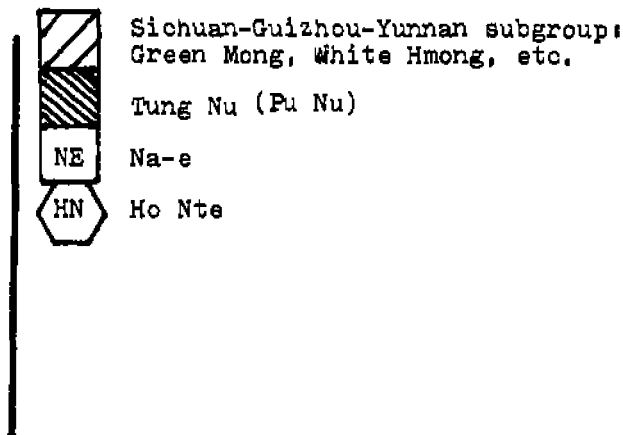 Sichuan-Guizhou-Yunnan subgroup:
Green Mong, White Hmong, etc.
Tung Nu (Pu Nu)
NE Na-e
HN Ho Nte